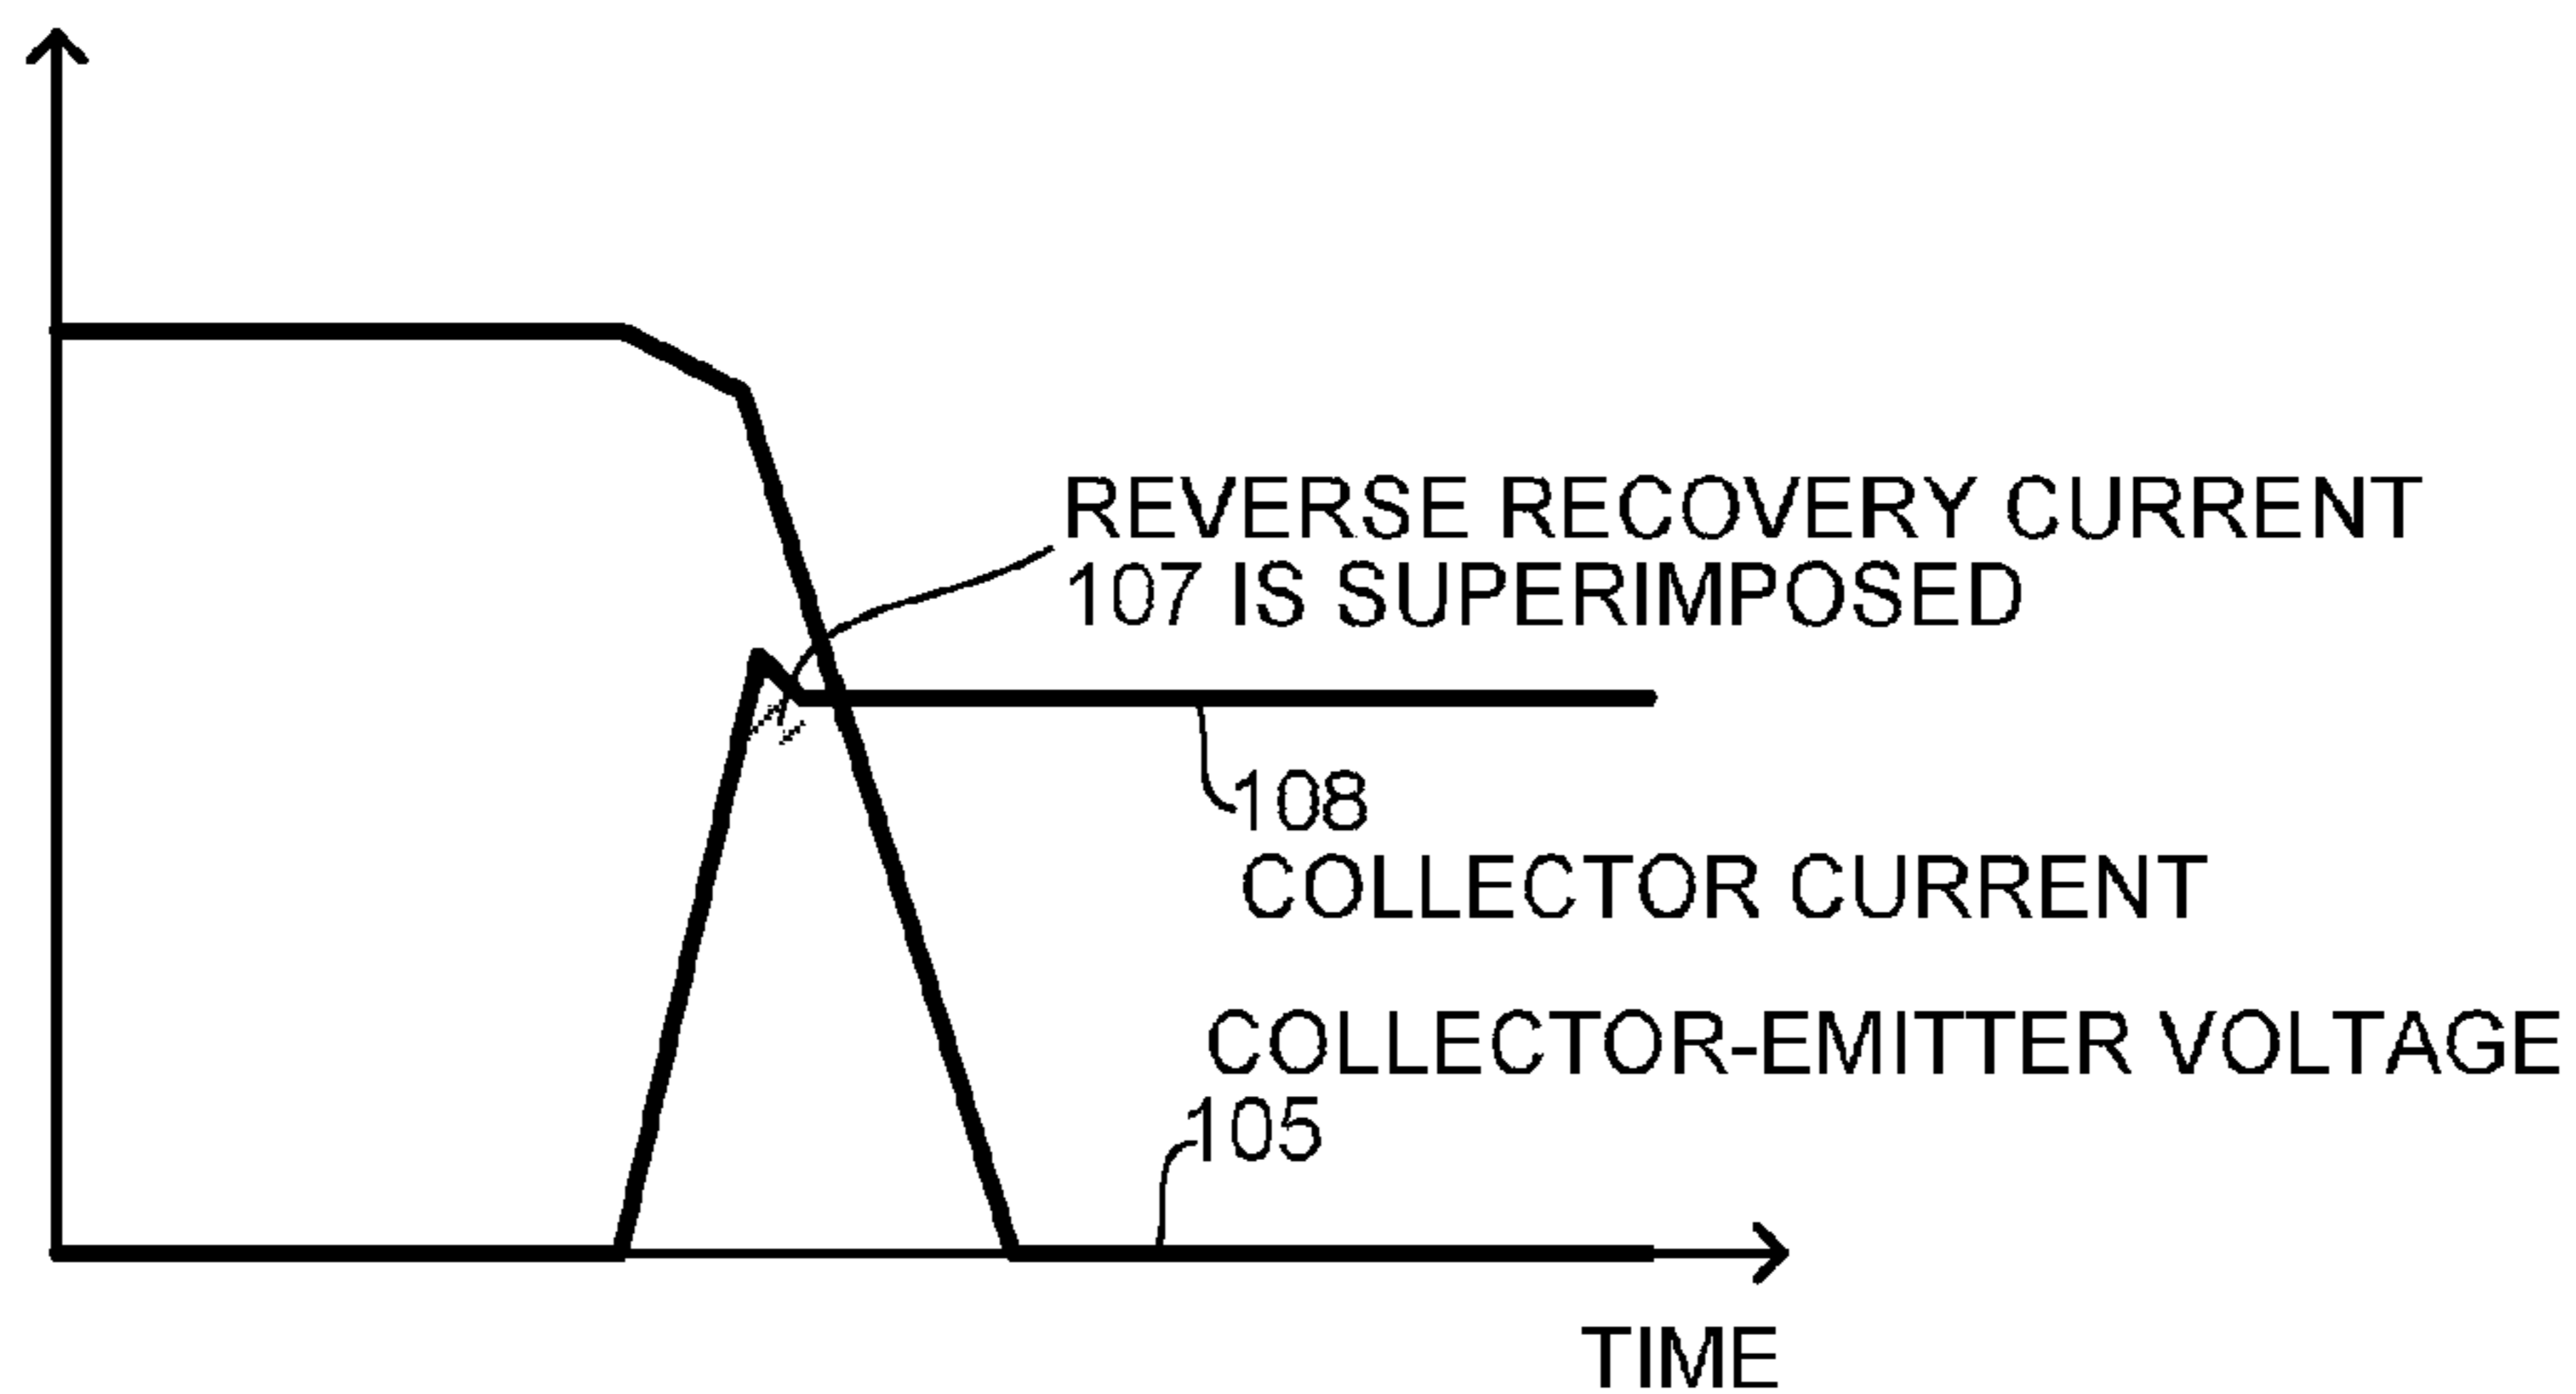 REVERSE RECOVERY CURRENT
107 IS SUPERIMPOSED
108
COLLECTOR CURRENT
COLLECTOR-EMITTER VOLTAGE
105
TIME